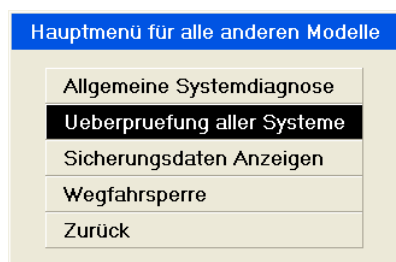 Hauptmenü für alle anderen Modelle
Allgemeine Systemdiagnose
Ueberpruefung aller Systeme
Sicherungsdaten Anzeigen
Wegfahrsperre
Zurück